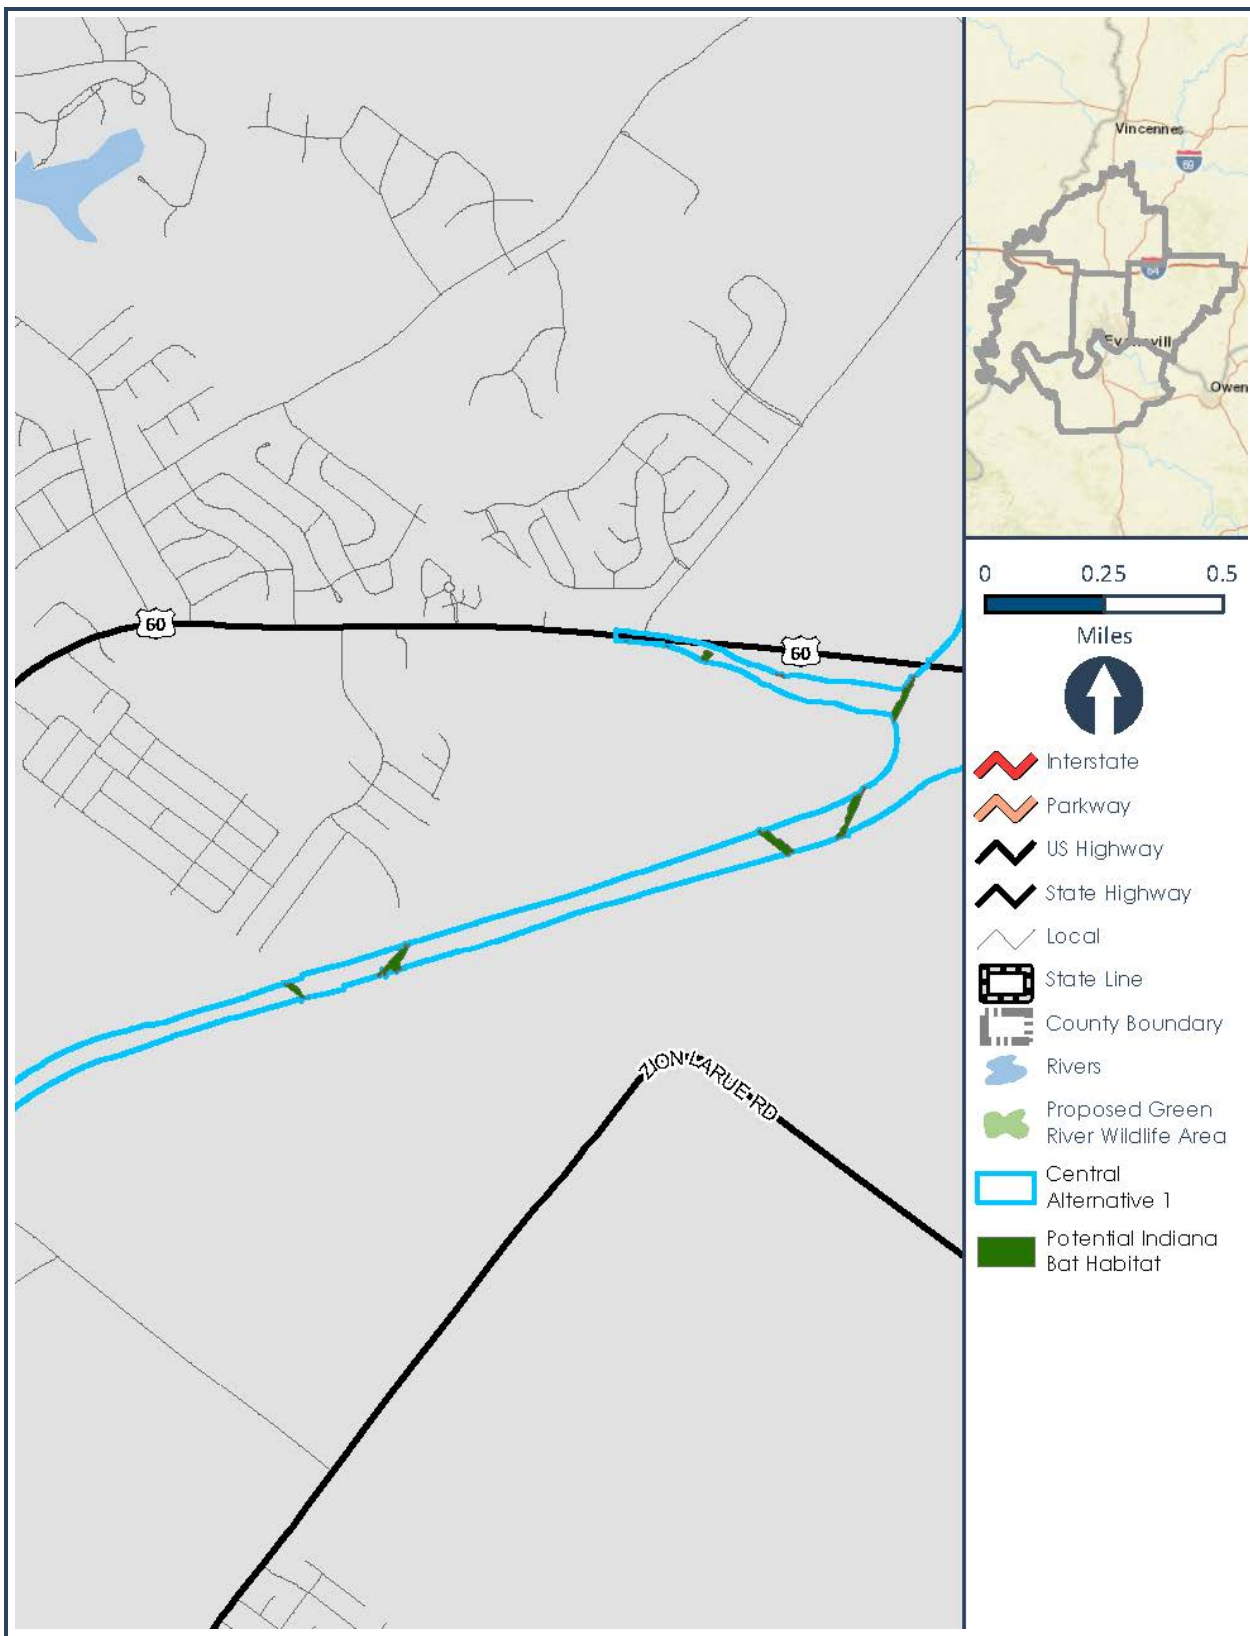 60
60
ZION LARUE RD
Vincennes
69
64
Owen
0 0.25 0.5
Miles
Interstate
Parkway
US Highway
State Highway
Local
State Line
County Boundary
Rivers
Proposed Green
River Wildlife Area
Central
Alternative 1
Potential Indiana
Bat Habitat